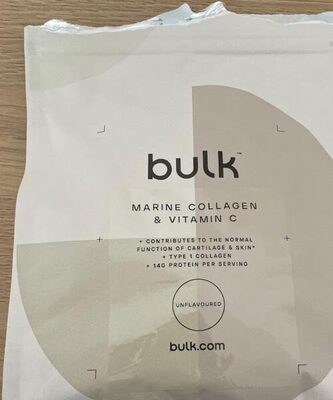 bulk™
MARINE COLLAGEN
& VITAMIN C
+ CONTRIBUTES TO THE NORMAL
FUNCTION OF CARTILAGE & SKIN*
+ TYPE 1 COLLAGEN
+ 14G PROTEIN PER SERVING
UNFLAVOURED
bulk.com